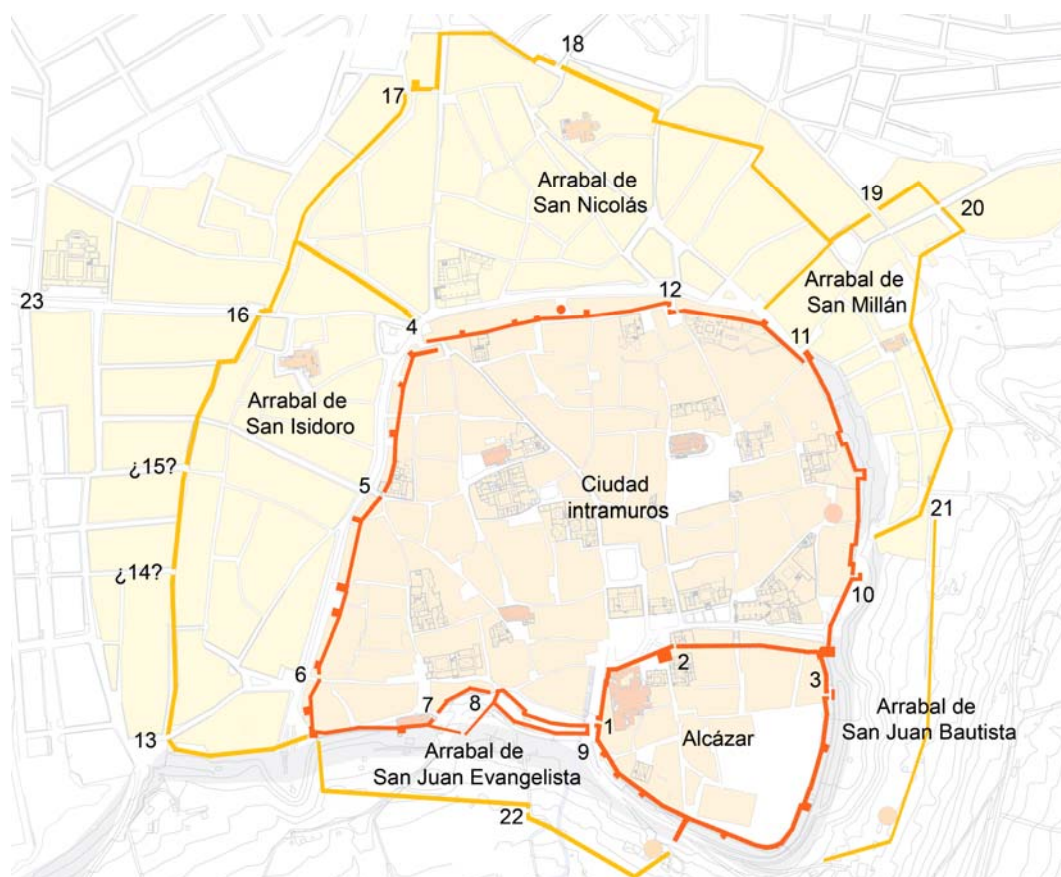 18
17
Arrabal de
San Nicolás
19
20
Arrabal de
San Millán
23
16
12
4
11
Arrabal de
San Isidoro
¿15?
5
Ciudad
intramuros
21
¿14?
10
2
6
3
7
8
1
13
9
Arrabal de
San Juan Evangelista
Alcázar
Arrabal de
San Juan Bautista
22